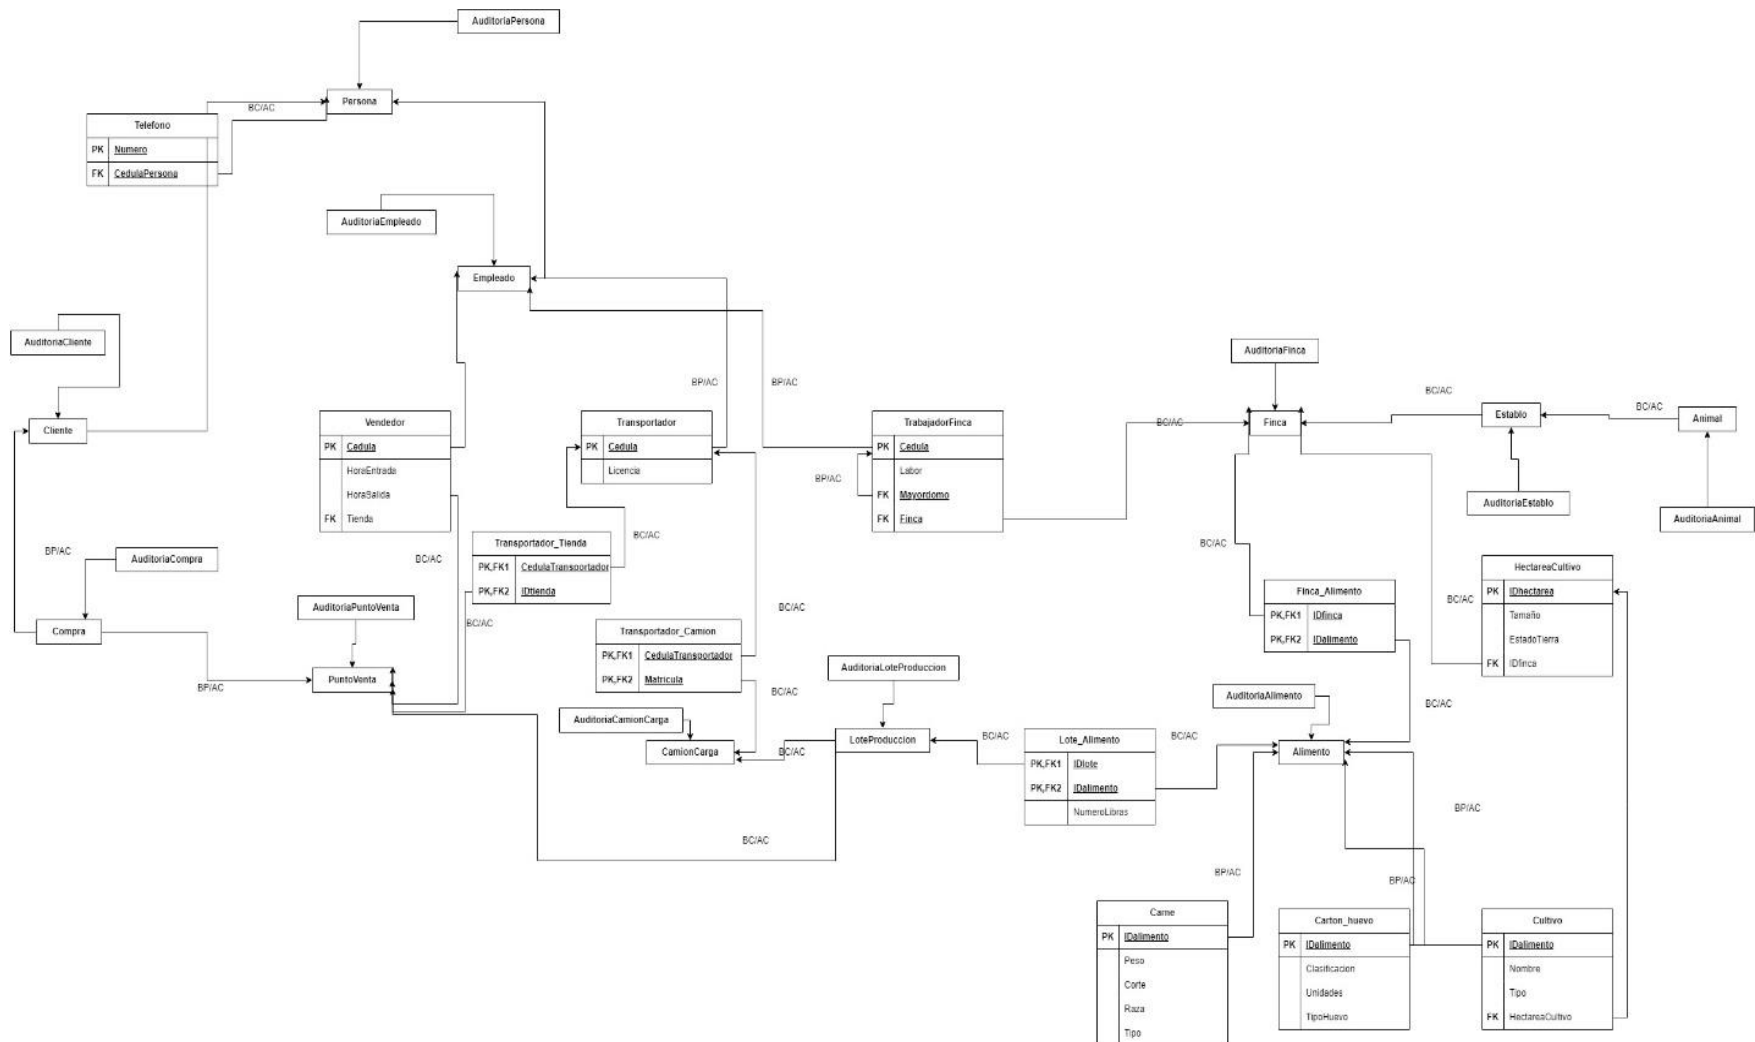 AuditoriaPersona
Persona
BC/AC
Telefono
PK Numero
FK CedulaPersona
AuditoriaEmpleado
Empleado
AuditoriaCliente
Cliente
BP/AC
BP/AC
AuditoriaFinca
Finca
BC/AC
BC/AC
Establo
BC/AC
Animal
AuditoriaEstablo
AuditoriaAnimal
Vendedor
PK Cedula
HoraEntrada
HoraSalida
FK Tienda
Transportador
PK Cedula
Licencia
TrabajadorFinca
PK Cedula
Labor
FK Mayordomo
FK Finca
BP/AC
BP/AC
AuditoriaCompra
Compra
BP/AC
AuditoriaPuntoVenta
PuntoVenta
BC/AC
Transportador_Tienda
PK,FK1 CedulaTransportador
PK,FK2 IDtienda
BC/AC
BC/AC
BC/AC
Transportador_Camion
PK,FK1 CedulaTransportador
PK,FK2 Matricula
BC/AC
AuditoriaCamionCarga
CamionCarga
BC/AC
AuditoriaLoteProduccion
LoteProduccion
BC/AC
BC/AC
Lote_Alimento
PK,FK1 IDlote
PK,FK2 IDalimento
NumeroLibras
BC/AC
BC/AC
Finca_Alimento
PK,FK1 IDfinca
PK,FK2 IDalimento
BC/AC
BC/AC
HectareaCultivo
PK IDhectarea
Tamaño
EstadoTierra
FK IDfinca
AuditoriaAlimento
Alimento
BP/AC
BP/AC
BP/AC
Carne
PK IDalimento
Peso
Corte
Raza
Tipo
Carton_huevo
PK IDalimento
Clasificacion
Unidades
TipoHuevo
Cultivo
PK IDalimento
Nombre
Tipo
FK HectareaCultivo